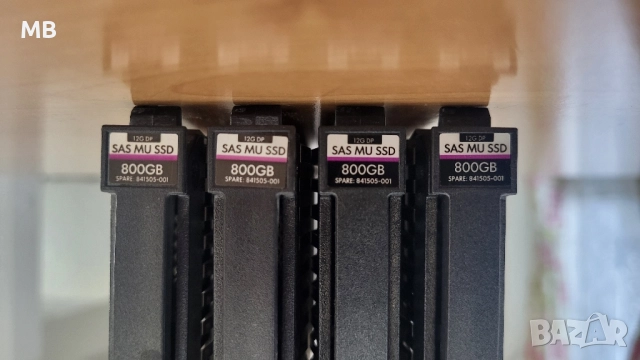 MB
12G DP
SAS MU SSD
800GB
SPARE: 841505-001
12G DP
SAS MU SSD
800GB
SPARE: 841505-001
12G DP
SAS MU SSD
800GB
SPARE: 841505-001
12G DP
SAS MU SSD
800GB
SPARE: 841505-001
BAZAR